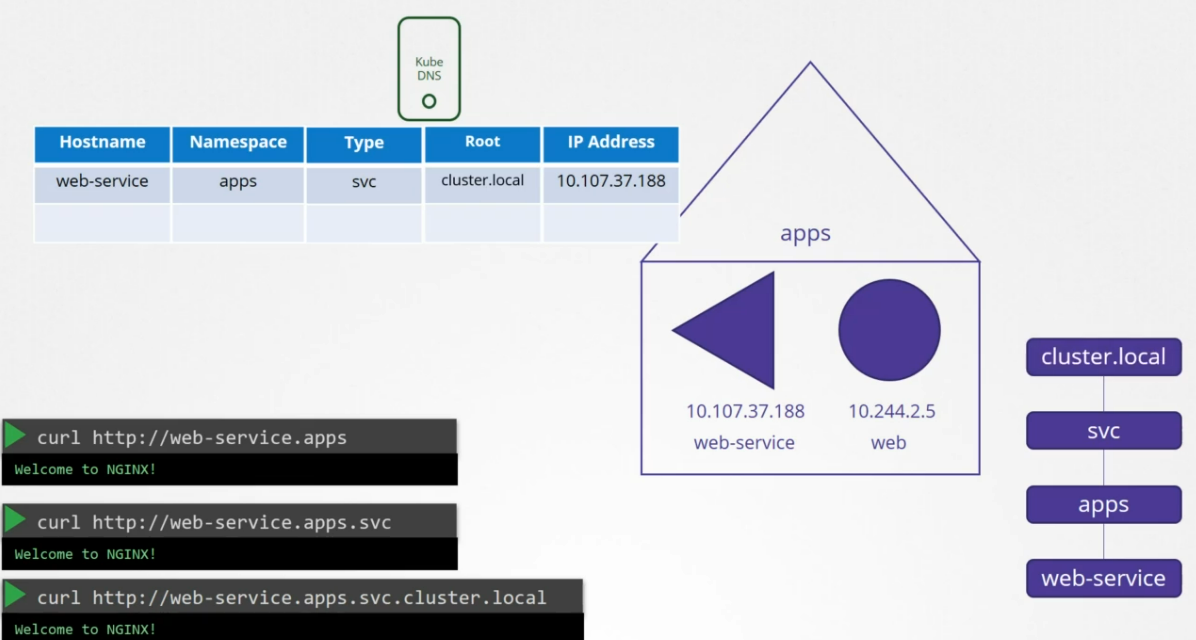 Kube
DNS
Hostname Namespace Type Root IP Address
web-service apps svc cluster.local 10.107.37.188
apps
10.107.37.188 10.244.2.5
web-service web
cluster.local
svc
apps
web-service
curl http://web-service.apps
Welcome to NGINX!
curl http://web-service.apps.svc
Welcome to NGINX!
curl http://web-service.apps.svc.cluster.local
Welcome to NGINX!